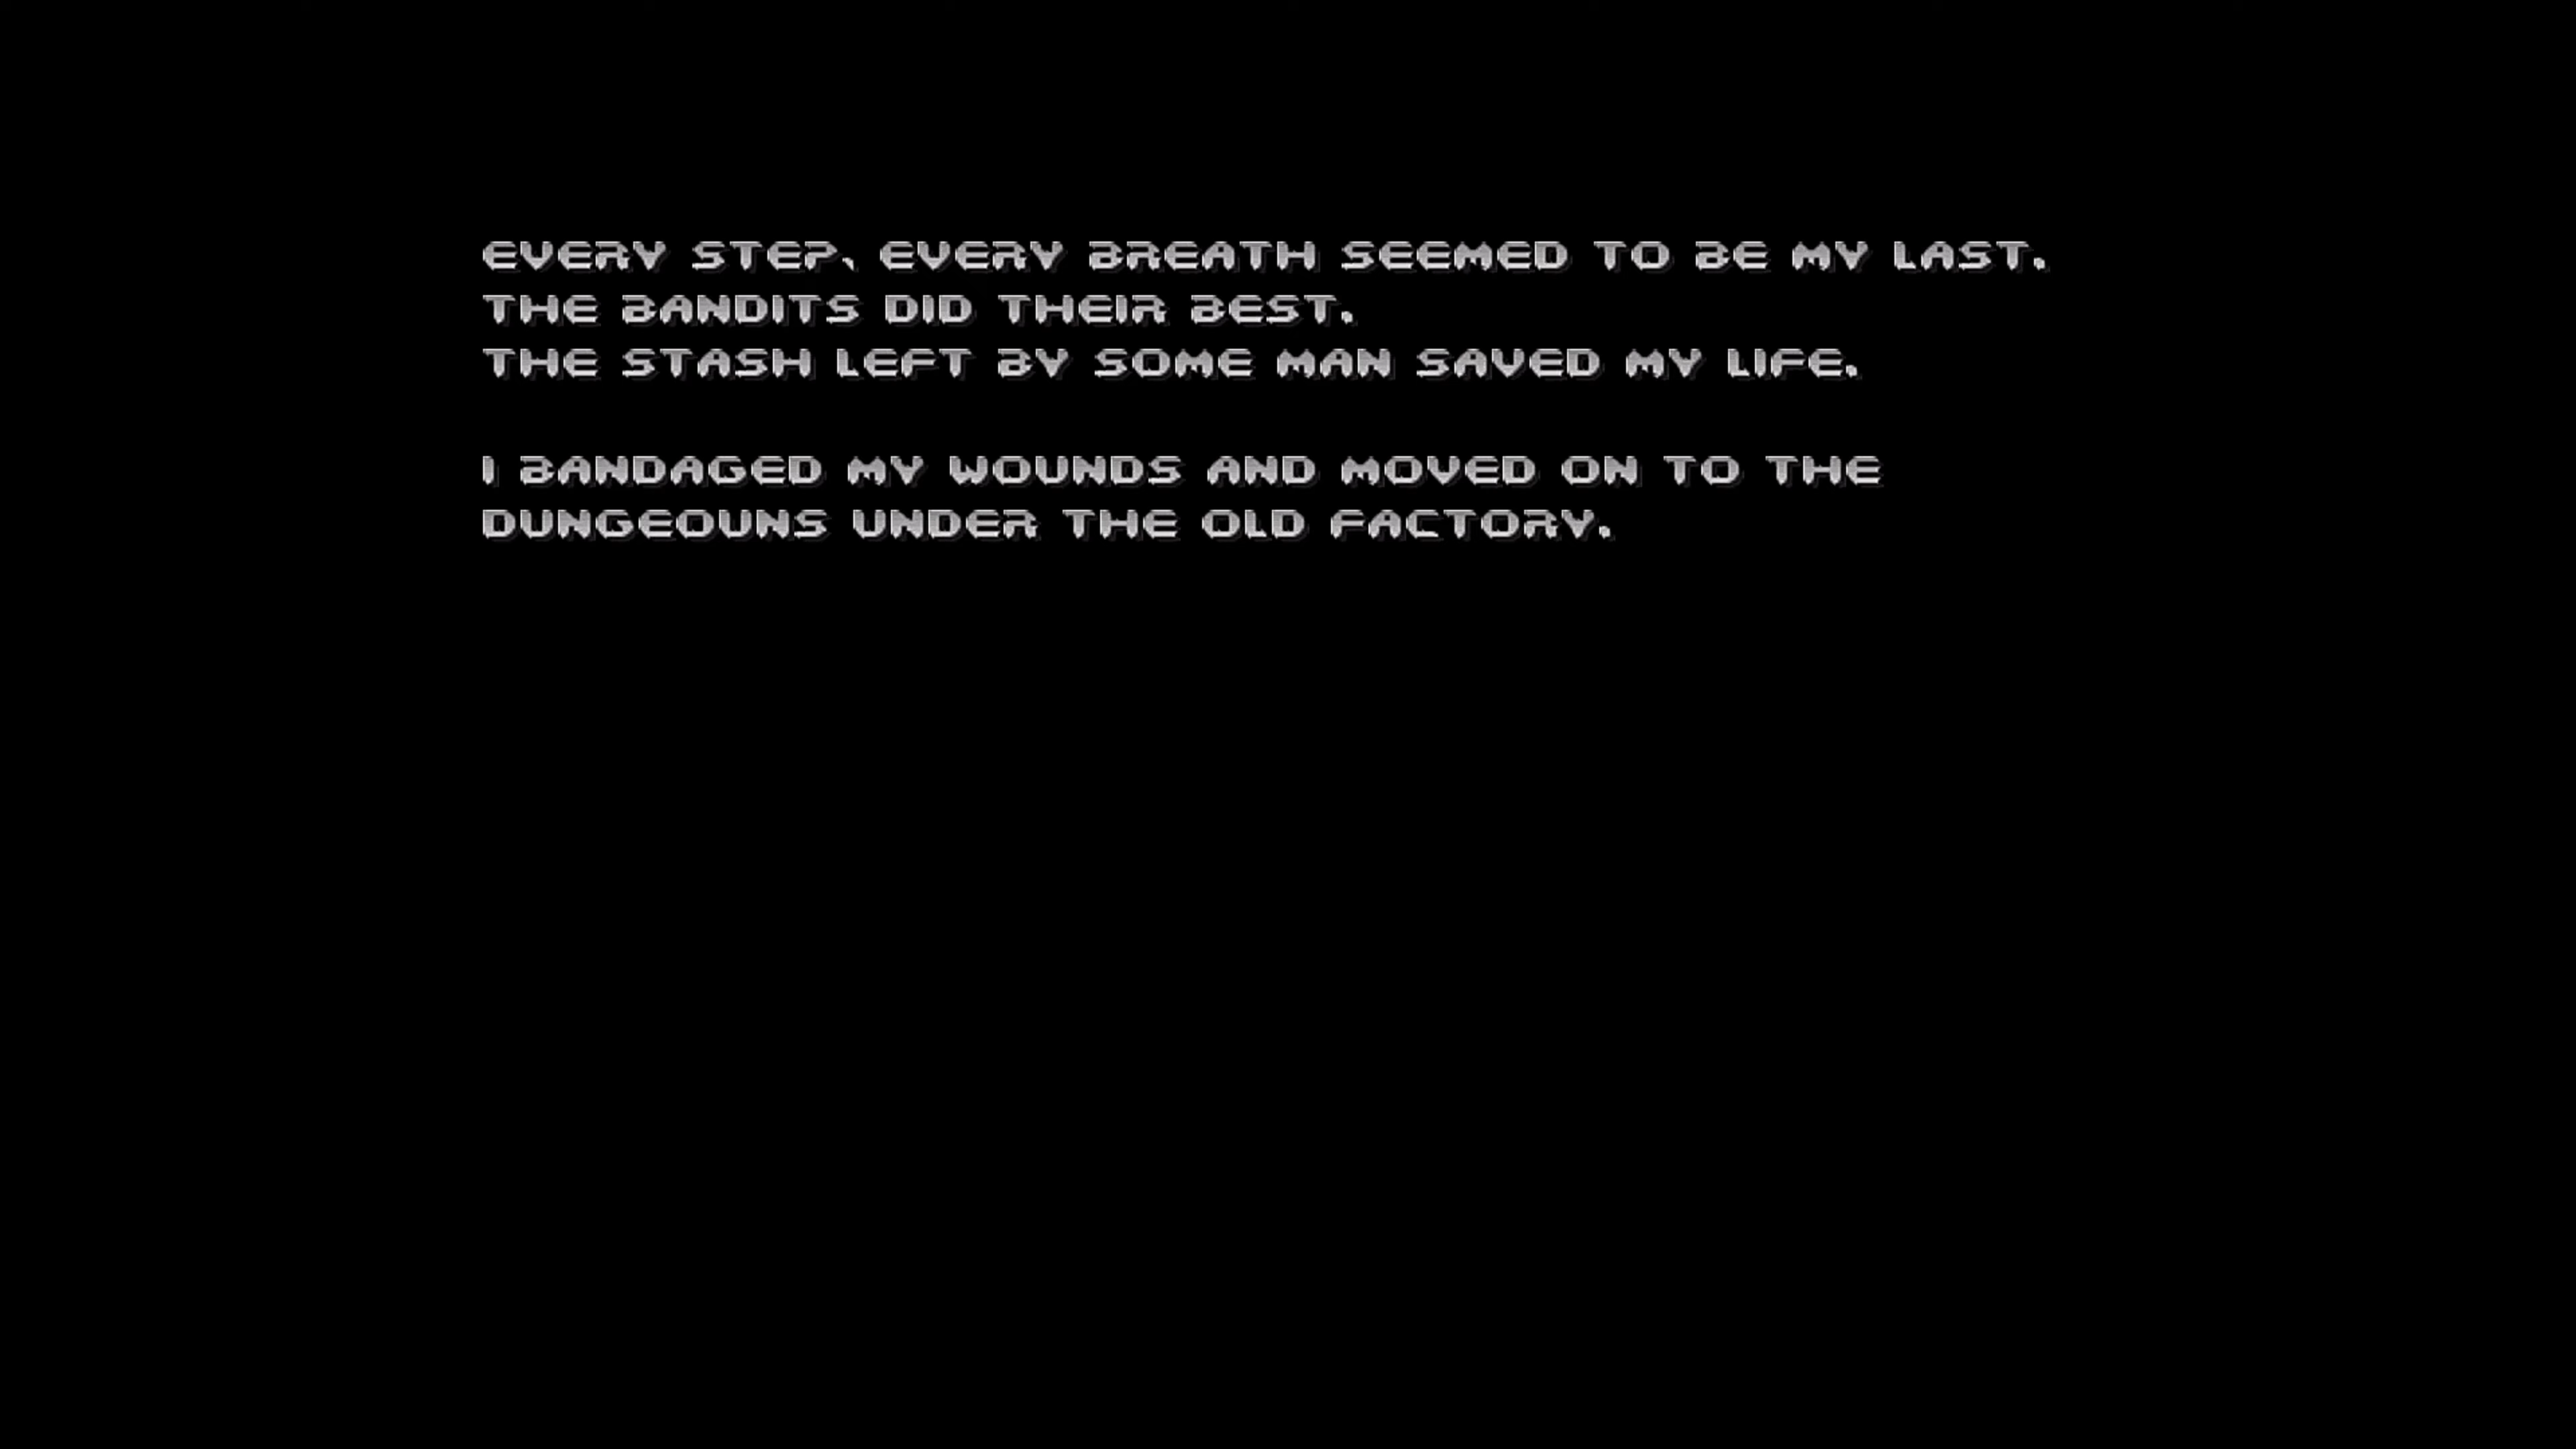 EVERY STEP, EVERY BREATH SEEMED TO BE MY LAST.
THE BANDITS DID THEIR BEST.
THE STASH LEFT BY SOME MAN SAVED MY LIFE.
I BANDAGED MY WOUNDS AND MOVED ON TO THE
DUNGEOUNS UNDER THE OLD FACTORY.